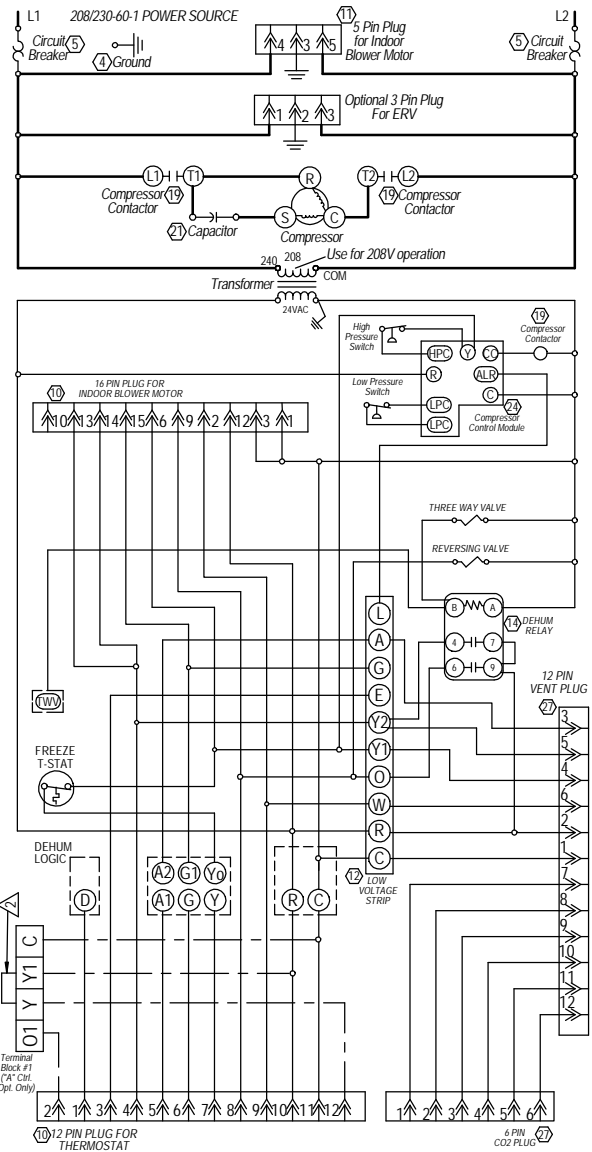 L1 208/230-60-1 POWER SOURCE L2
11
Circuit
Breaker
5
4
Ground
5 Pin Plug
for Indoor
Blower Motor
4 3 5
5
Circuit
Breaker
Optional 3 Pin Plug
For ERV
1 2 3
L1 T1 R T2 L2
Compressor
Contactor
19
19
Compressor
Contactor
S C
21
Capacitor
Compressor
240 208
Use for 208V operation
COM
Transformer
24VAC
High
Pressure
Switch
HPC Y CC
19
Compressor
Contactor
R ALR
Low Pressure
Switch
LPC C
LPC
24
Compressor
Control Module
10
16 PIN PLUG FOR
INDOOR BLOWER MOTOR
10 13 14 15 6 9 2 12 3 1
THREE WAY VALVE
REVERSING VALVE
B A
14
DEHUM
RELAY
4 7
6 9
L
A
G
E
Y2
Y1
O
W
R
C
12
LOW
VOLTAGE
STRIP
12 PIN
VENT PLUG
27
3
5
4
6
2
1
7
8
9
10
11
12
TWV
FREEZE
T-STAT
DEHUM
LOGIC
D
A2 G1 Yo
A1 G Y
R C
2
C
Y1
Y
O1
Terminal
Block #1
("A" Ctrl.
Opt. Only)
2 1 3 4 5 6 7 8 9 10 11 12
10
12 PIN PLUG FOR
THERMOSTAT
1 2 3 4 5 6
6 PIN
CO2 PLUG
27